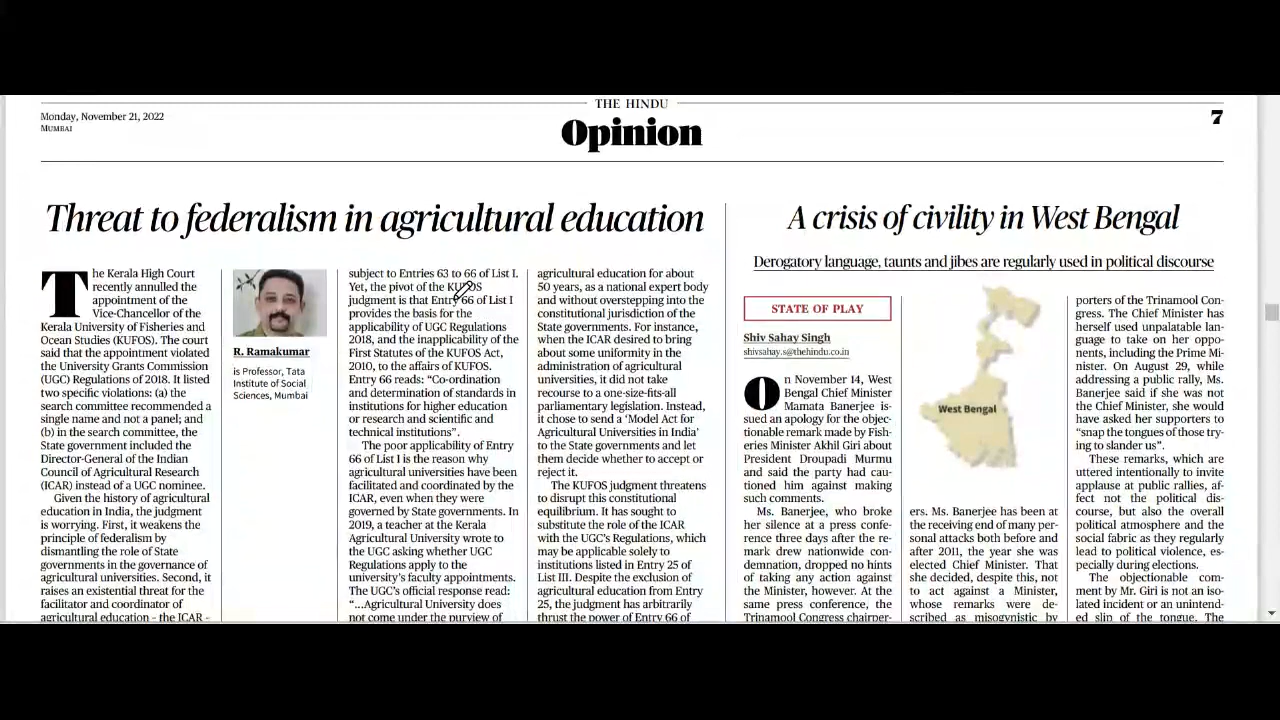 THE HINDU
Monday, November 21, 2022
MUMBAI
Opinion
7
Threat to federalism in agricultural education
The Kerala High Court
recently annulled the
appointment of the
Vice-Chancellor of the
Kerala University of Fisheries and
Ocean Studies (KUFOS). The court
said that the appointment violated
the University Grants Commission
(UGC) Regulations of 2018. It listed
two specific violations: (a) the
search committee recommended a
single name and not a panel; and
(b) in the search committee, the
State government included the
Director-General of the Indian
Council of Agricultural Research
(ICAR) instead of a UGC nominee.
Given the history of agricultural
education in India, the judgment
is worrying. First, it weakens the
principle of federalism by
dismantling the role of State
governments in the governance of
agricultural universities. Second, it
raises an existential threat for the
facilitator and coordinator of
agricultural education – the ICAR –
R. Ramakumar
is Professor, Tata
Institute of Social
Sciences, Mumbai
subject to Entries 63 to 66 of List I.
Yet, the pivot of the KUFOS
judgment is that Entry 66 of List I
provides the basis for the
applicability of UGC Regulations
2018, and the inapplicability of the
First Statutes of the KUFOS Act,
2010, to the affairs of KUFOS.
Entry 66 reads: “Co-ordination
and determination of standards in
institutions for higher education
or research and scientific and
technical institutions”.
The poor applicability of Entry
66 of List I is the reason why
agricultural universities have been
facilitated and coordinated by the
ICAR, even when they were
governed by State governments. In
2019, a teacher at the Kerala
Agricultural University wrote to
the UGC asking whether UGC
Regulations apply to the
university’s faculty appointments.
The UGC’s official response read:
“...Agricultural University does
not come under the purview of
agricultural education for about
50 years, as a national expert body
and without overstepping into the
constitutional jurisdiction of the
State governments. For instance,
when the ICAR desired to bring
about some uniformity in the
administration of agricultural
universities, it did not take
recourse to a one-size-fits-all
parliamentary legislation. Instead,
it chose to send a ‘Model Act for
Agricultural Universities in India’
to the State governments and let
them decide whether to accept or
reject it.
The KUFOS judgment threatens
to disrupt this constitutional
equilibrium. It has sought to
substitute the role of the ICAR
with the UGC’s Regulations, which
may be applicable solely to
institutions listed in Entry 25 of
List III. Despite the exclusion of
agricultural education from Entry
25, the judgment has arbitrarily
thrust the power of Entry 66 of
A crisis of civility in West Bengal
Derogatory language, taunts and jibes are regularly used in political discourse
STATE OF PLAY
Shiv Sahay Singh
shivsahay.s@thehindu.co.in
On November 14, West
Bengal Chief Minister
Mamata Banerjee is-
sued an apology for the objec-
tionable remark made by Fish-
eries Minister Akhil Giri about
President Droupadi Murmu
and said the party had cau-
tioned him against making
such comments.
Ms. Banerjee, who broke
her silence at a press confe-
rence three days after the re-
mark drew nationwide con-
demnation, dropped no hints
of taking any action against
the Minister, however. At the
same press conference, the
Trinamool Congress chairper-
West Bengal
ers. Ms. Banerjee has been at
the receiving end of many per-
sonal attacks both before and
after 2011, the year she was
elected Chief Minister. That
she decided, despite this, not
to act against a Minister,
whose remarks were de-
scribed as misogynistic by
porters of the Trinamool Con-
gress. The Chief Minister has
herself used unpalatable lan-
guage to take on her oppo-
nents, including the Prime Mi-
nister. On August 29, while
addressing a public rally, Ms.
Banerjee said if she was not
the Chief Minister, she would
have asked her supporters to
“snap the tongues of those try-
ing to slander us”.
These remarks, which are
uttered intentionally to invite
applause at public rallies, af-
fect not the political dis-
course, but also the overall
political atmosphere and the
social fabric as they regularly
lead to political violence, es-
pecially during elections.
The objectionable com-
ment by Mr. Giri is not an iso-
lated incident or an unintend-
ed slip of the tongue. The